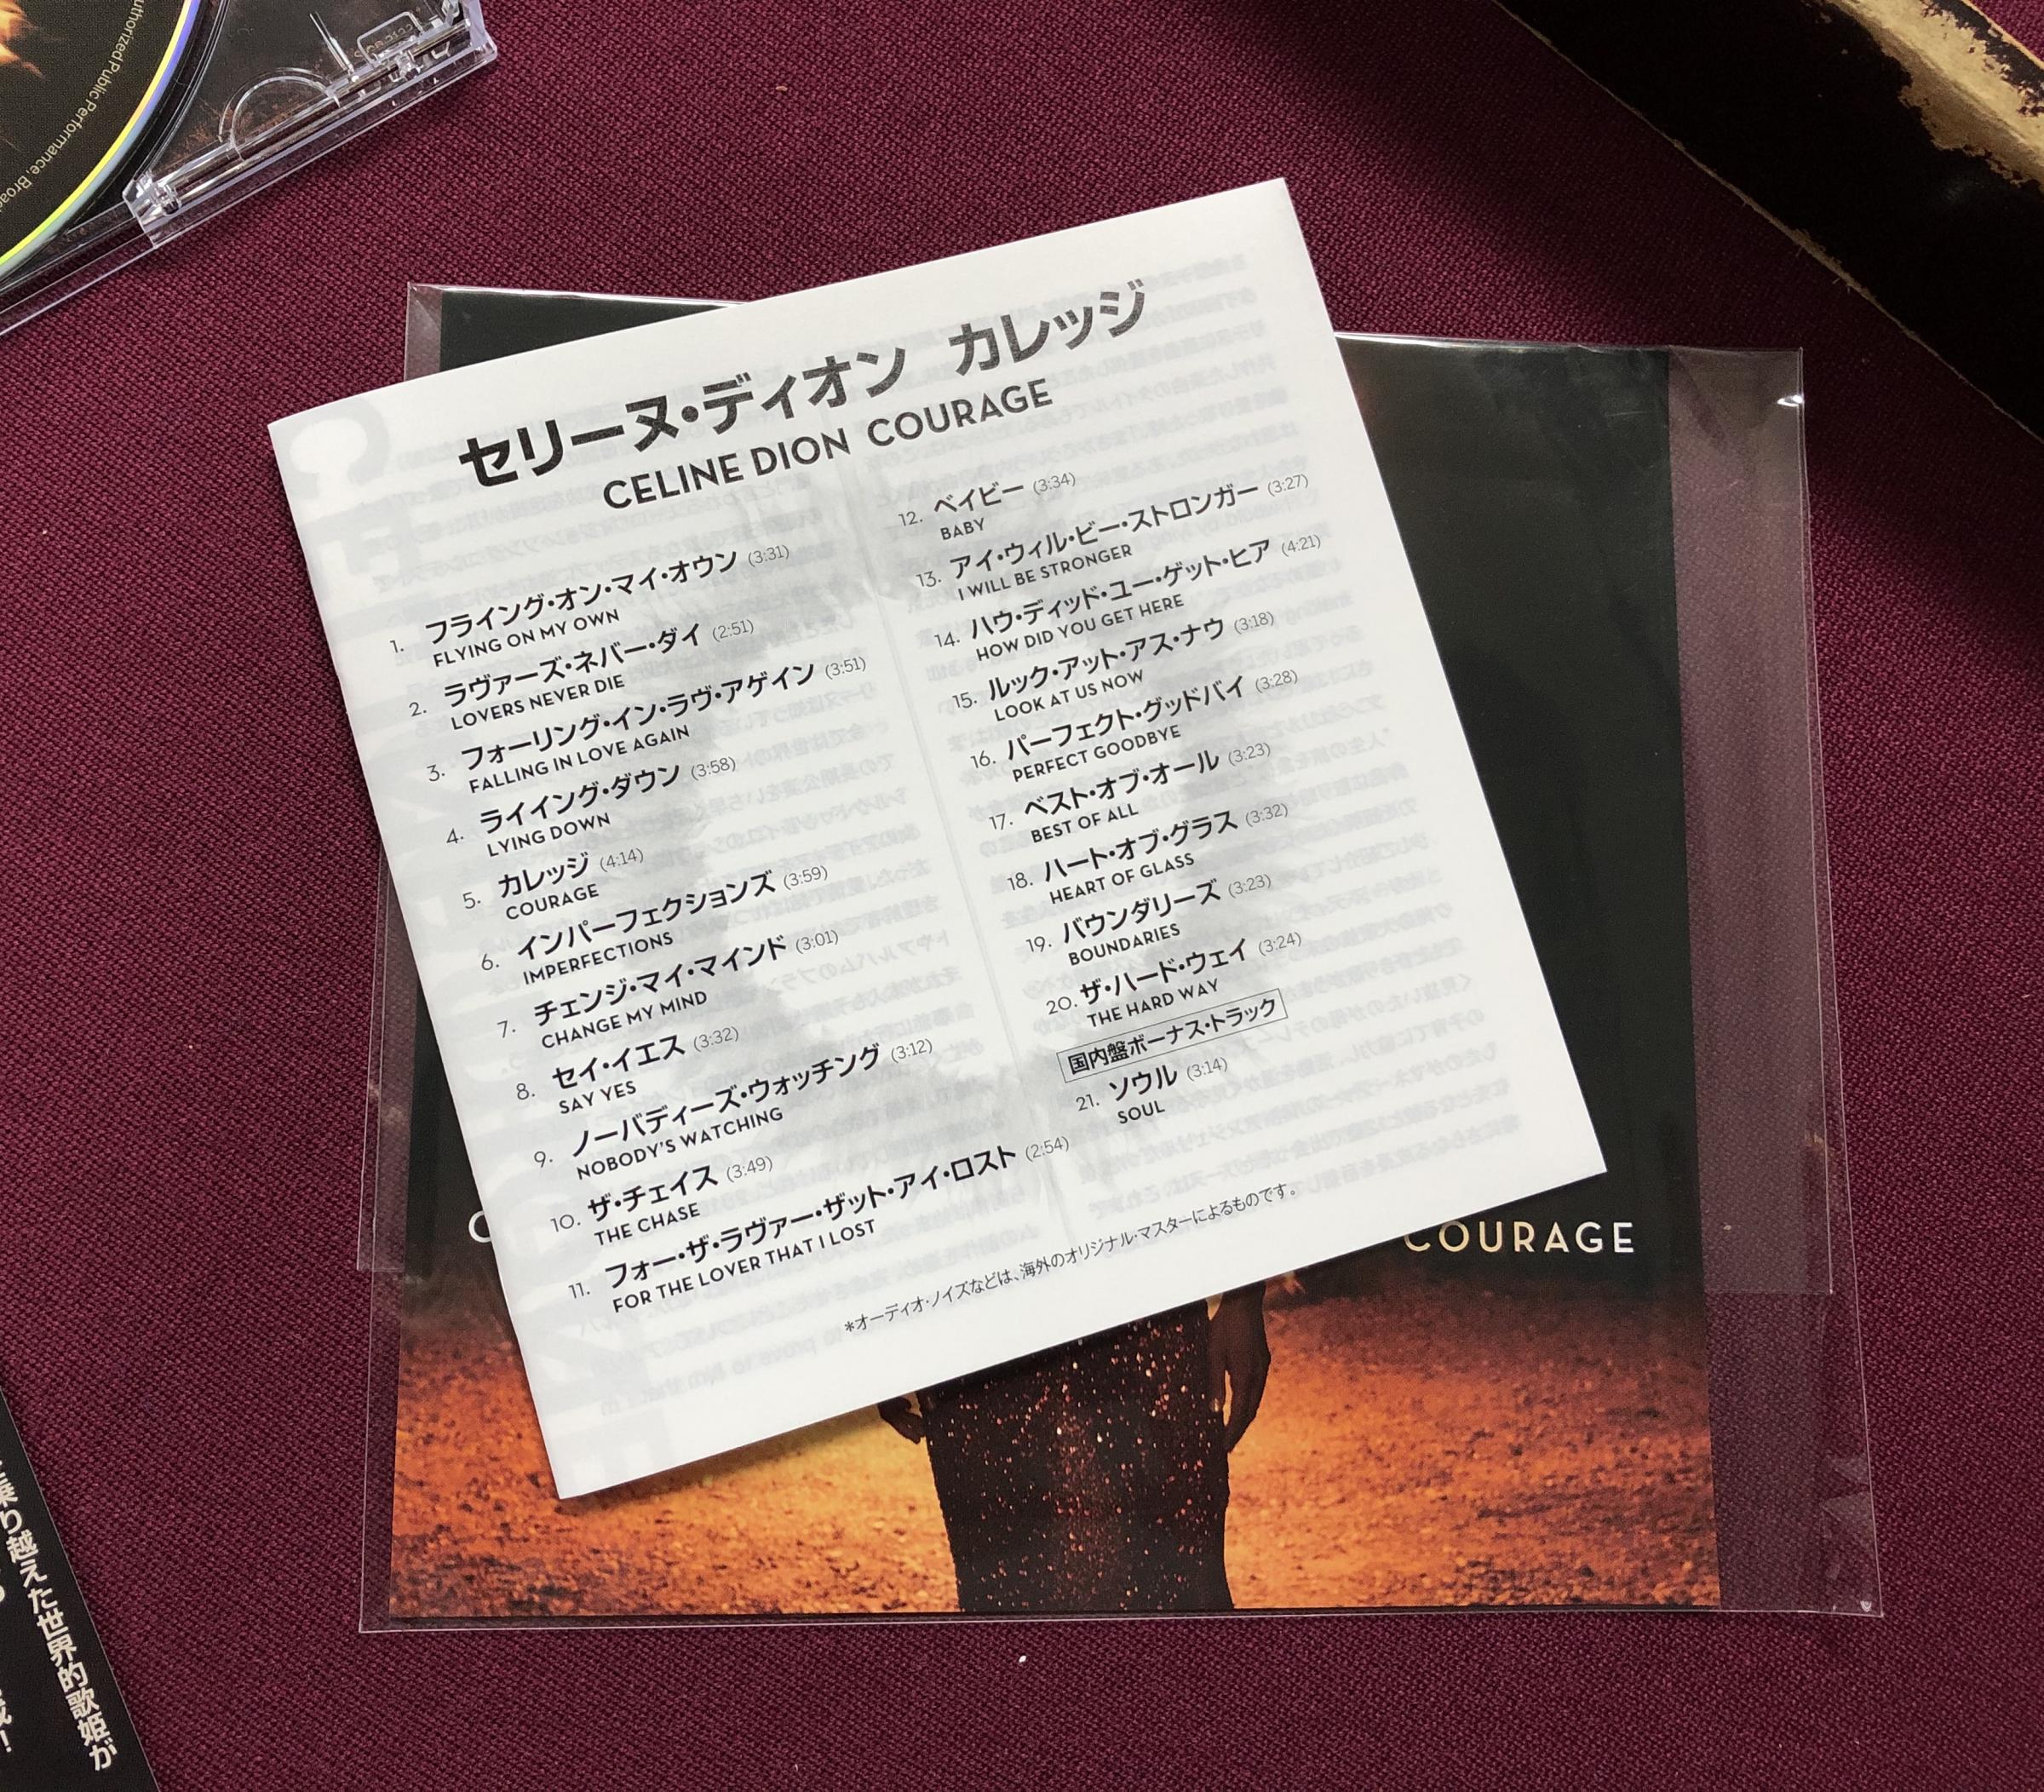 uthorized Public Performance, Broa
セリーヌ・ディオン カレッジ
CELINE DION COURAGE
1. フライング・オン・マイ・オウン (3:31)
FLYING ON MY OWN
2. ラヴァーズ・ネバー・ダイ (2:51)
LOVERS NEVER DIE
3. フォーリング・イン・ラヴ・アゲイン (3:51)
FALLING IN LOVE AGAIN
4. ライイング・ダウン (3:58)
LYING DOWN
5. カレッジ (4:14)
COURAGE
6. インパーフェクションズ (3:59)
IMPERFECTIONS
7. チェンジ・マイ・マインド (3:01)
CHANGE MY MIND
8. セイ・イエス (3:32)
SAY YES
9. ノーバディーズ・ウォッチング (3:12)
NOBODY'S WATCHING
10. ザ・チェイス (3:49)
THE CHASE
11. フォー・ザ・ラヴァー・ザット・アイ・ロスト (2:54)
FOR THE LOVER THAT I LOST
12. ベイビー (3:34)
BABY
13. アイ・ウィル・ビー・ストロンガー (3:27)
I WILL BE STRONGER
14. ハウ・ディッド・ユー・ゲット・ヒア (4:21)
HOW DID YOU GET HERE
15. ルック・アット・アス・ナウ (3:18)
LOOK AT US NOW
16. パーフェクト・グッドバイ (3:28)
PERFECT GOODBYE
17. ベスト・オブ・オール (3:23)
BEST OF ALL
18. ハート・オブ・グラス (3:32)
HEART OF GLASS
19. バウンダリーズ (3:23)
BOUNDARIES
20. ザ・ハード・ウェイ (3:24)
THE HARD WAY
国内盤ボーナス・トラック
21. ソウル (3:14)
SOUL
*オーディオ・ノイズなどは、海外のオリジナル・マスターによるものです。
COURAGE
乗り越えた世界的歌姫が